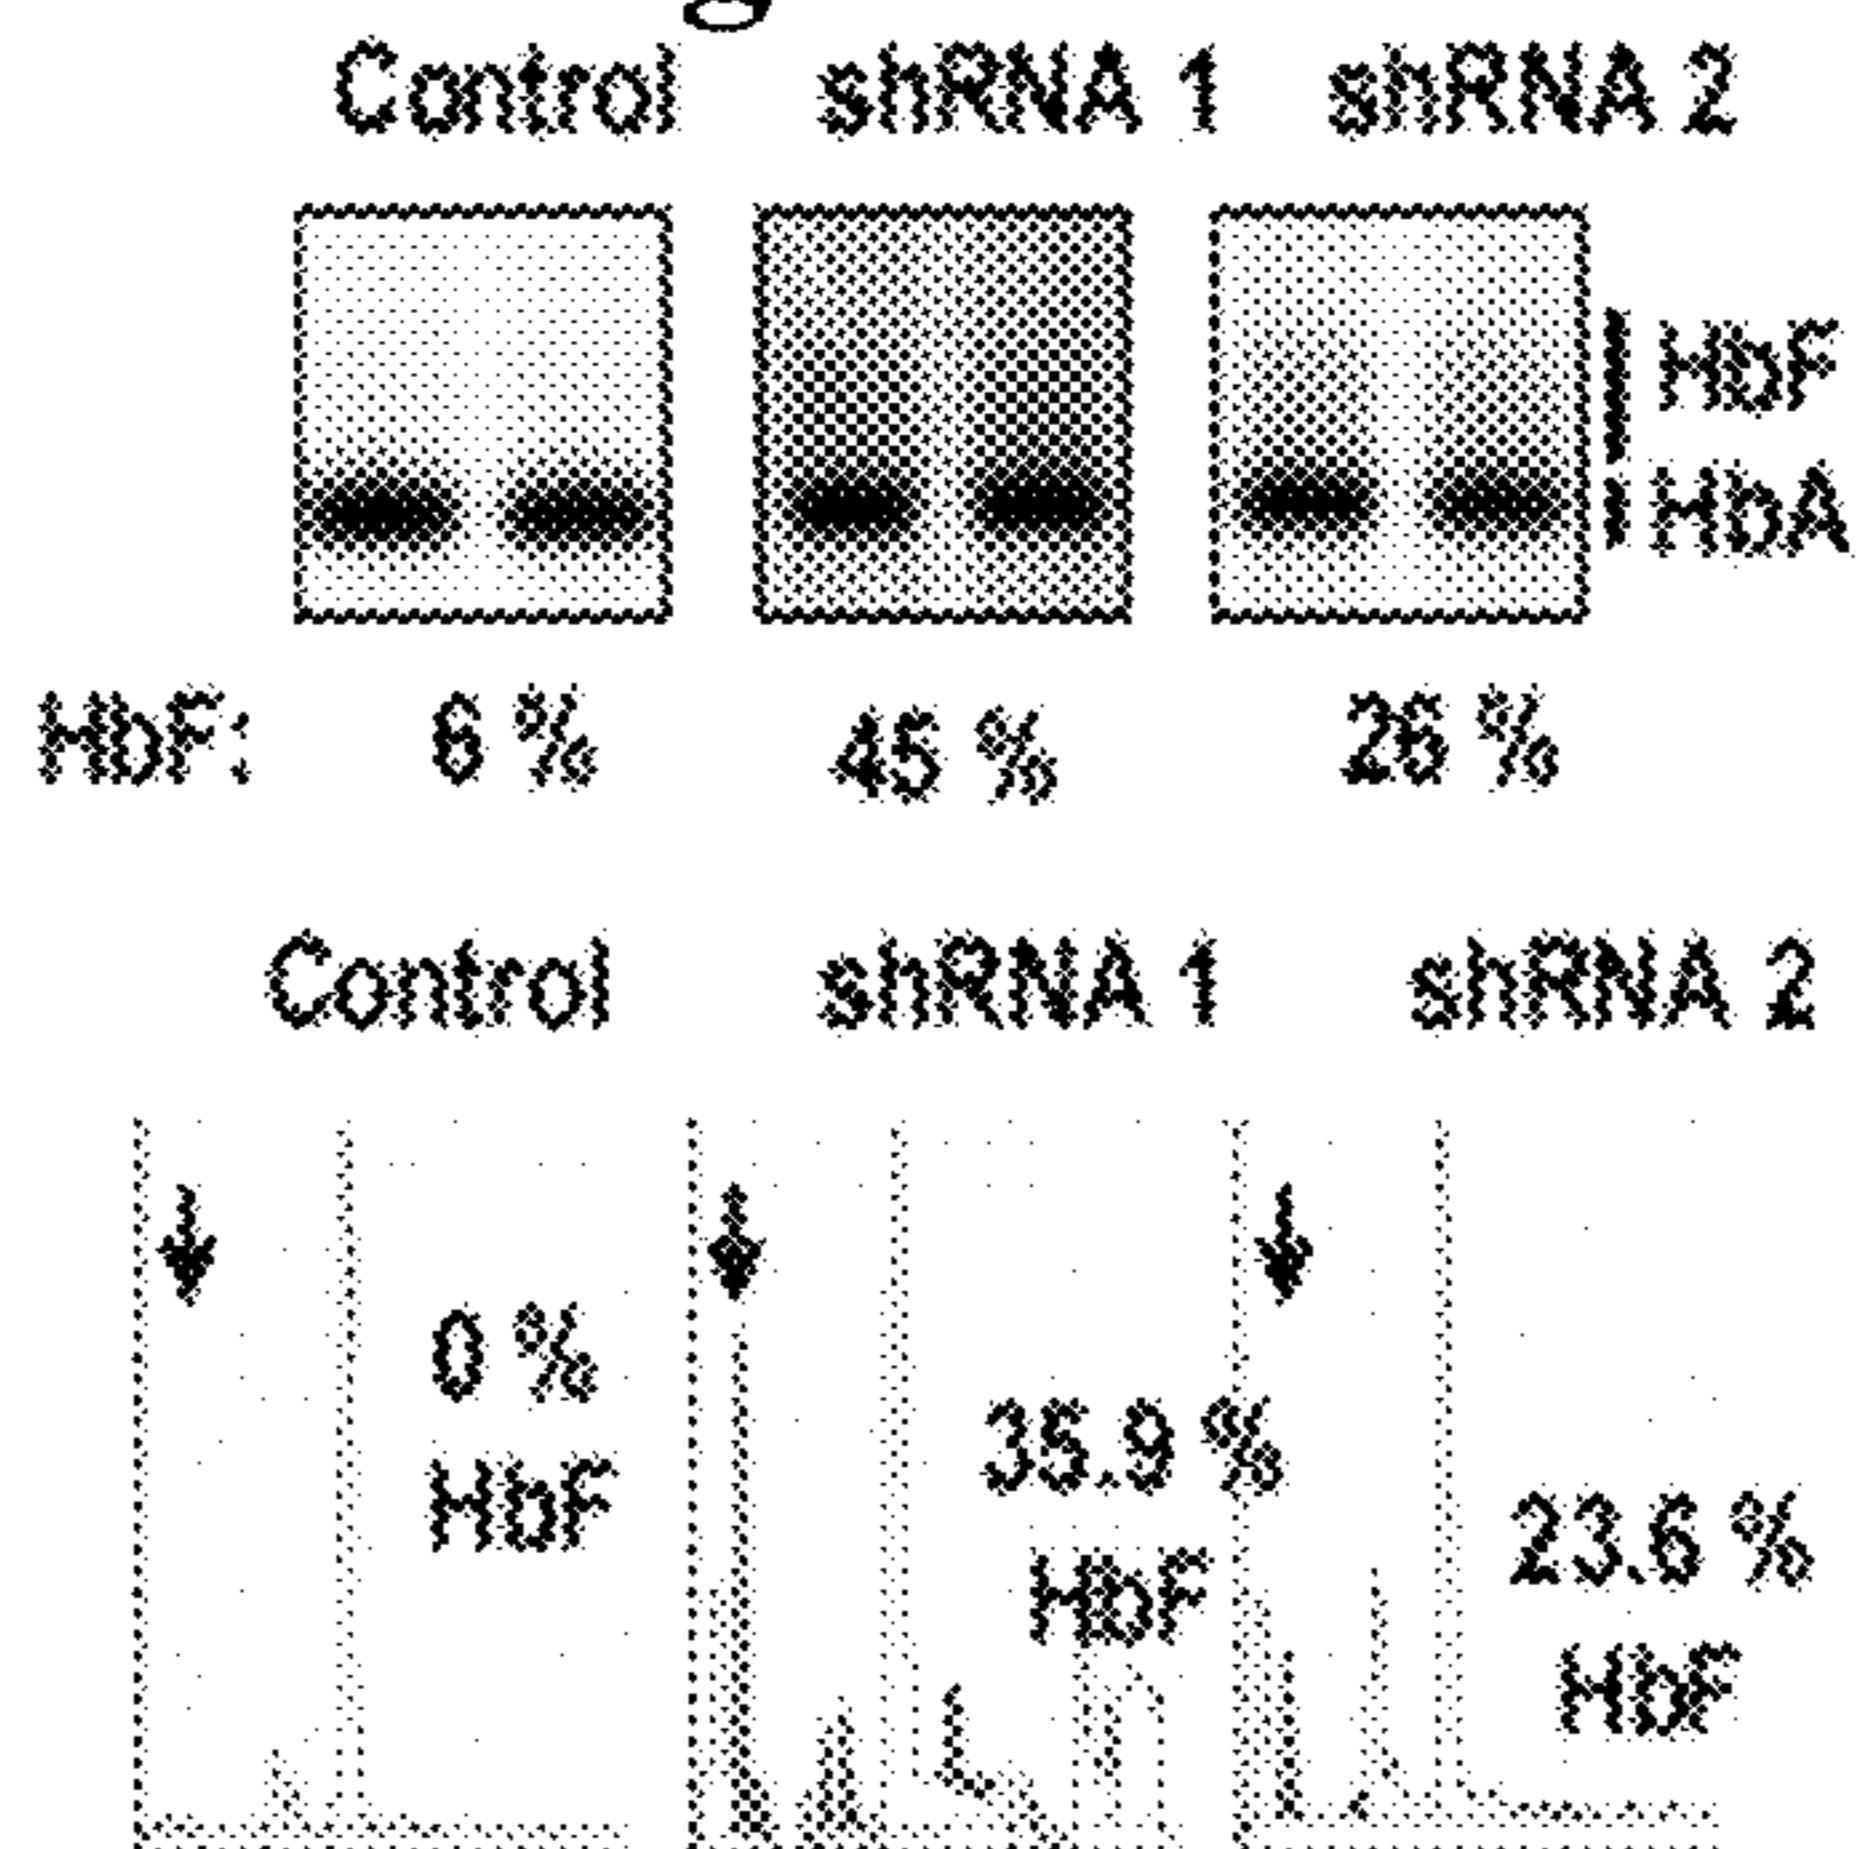 Control shRNA 1 shRNA 2
HbF
HbA
HbF: 6 % 45 % 26 %
Control shRNA 1 shRNA 2
0 %
HbF
35.9 %
HbF
23.6 %
HbF